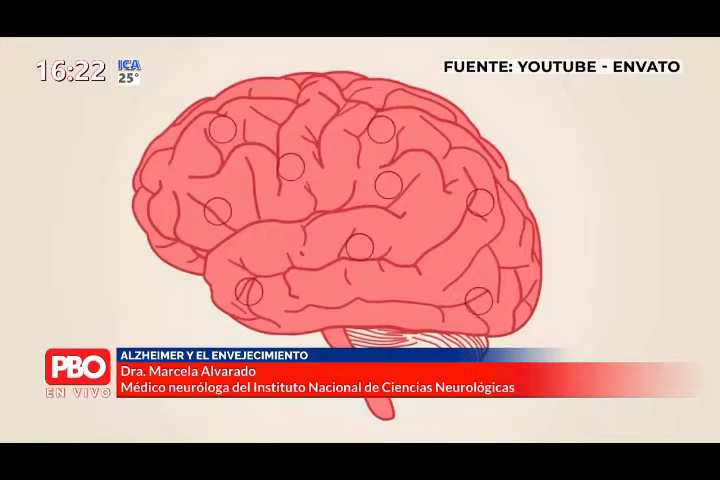 16:22
ICA
25°
FUENTE: YOUTUBE - ENVATO
PBO
EN VIVO
ALZHEIMER Y EL ENVEJECIMIENTO
Dra. Marcela Alvarado
Médico neuróloga del Instituto Nacional de Ciencias Neurológicas